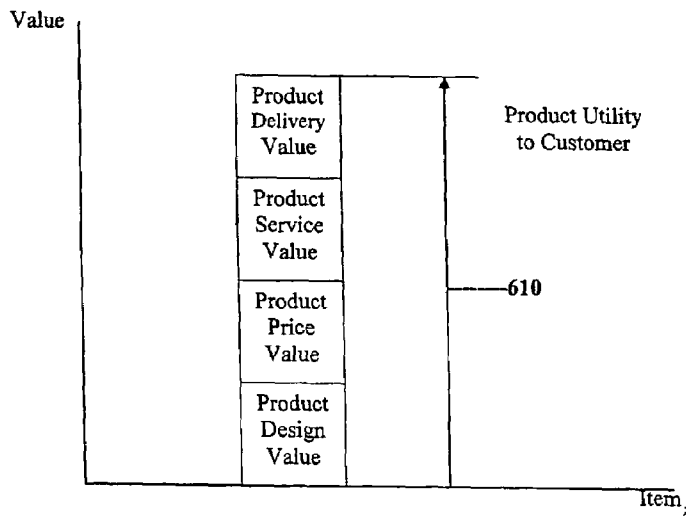 Value
Product
Delivery
Value
Product Utility
to Customer
Product
Service
Value
610
Product
Price
Value
Product
Design
Value
Item,